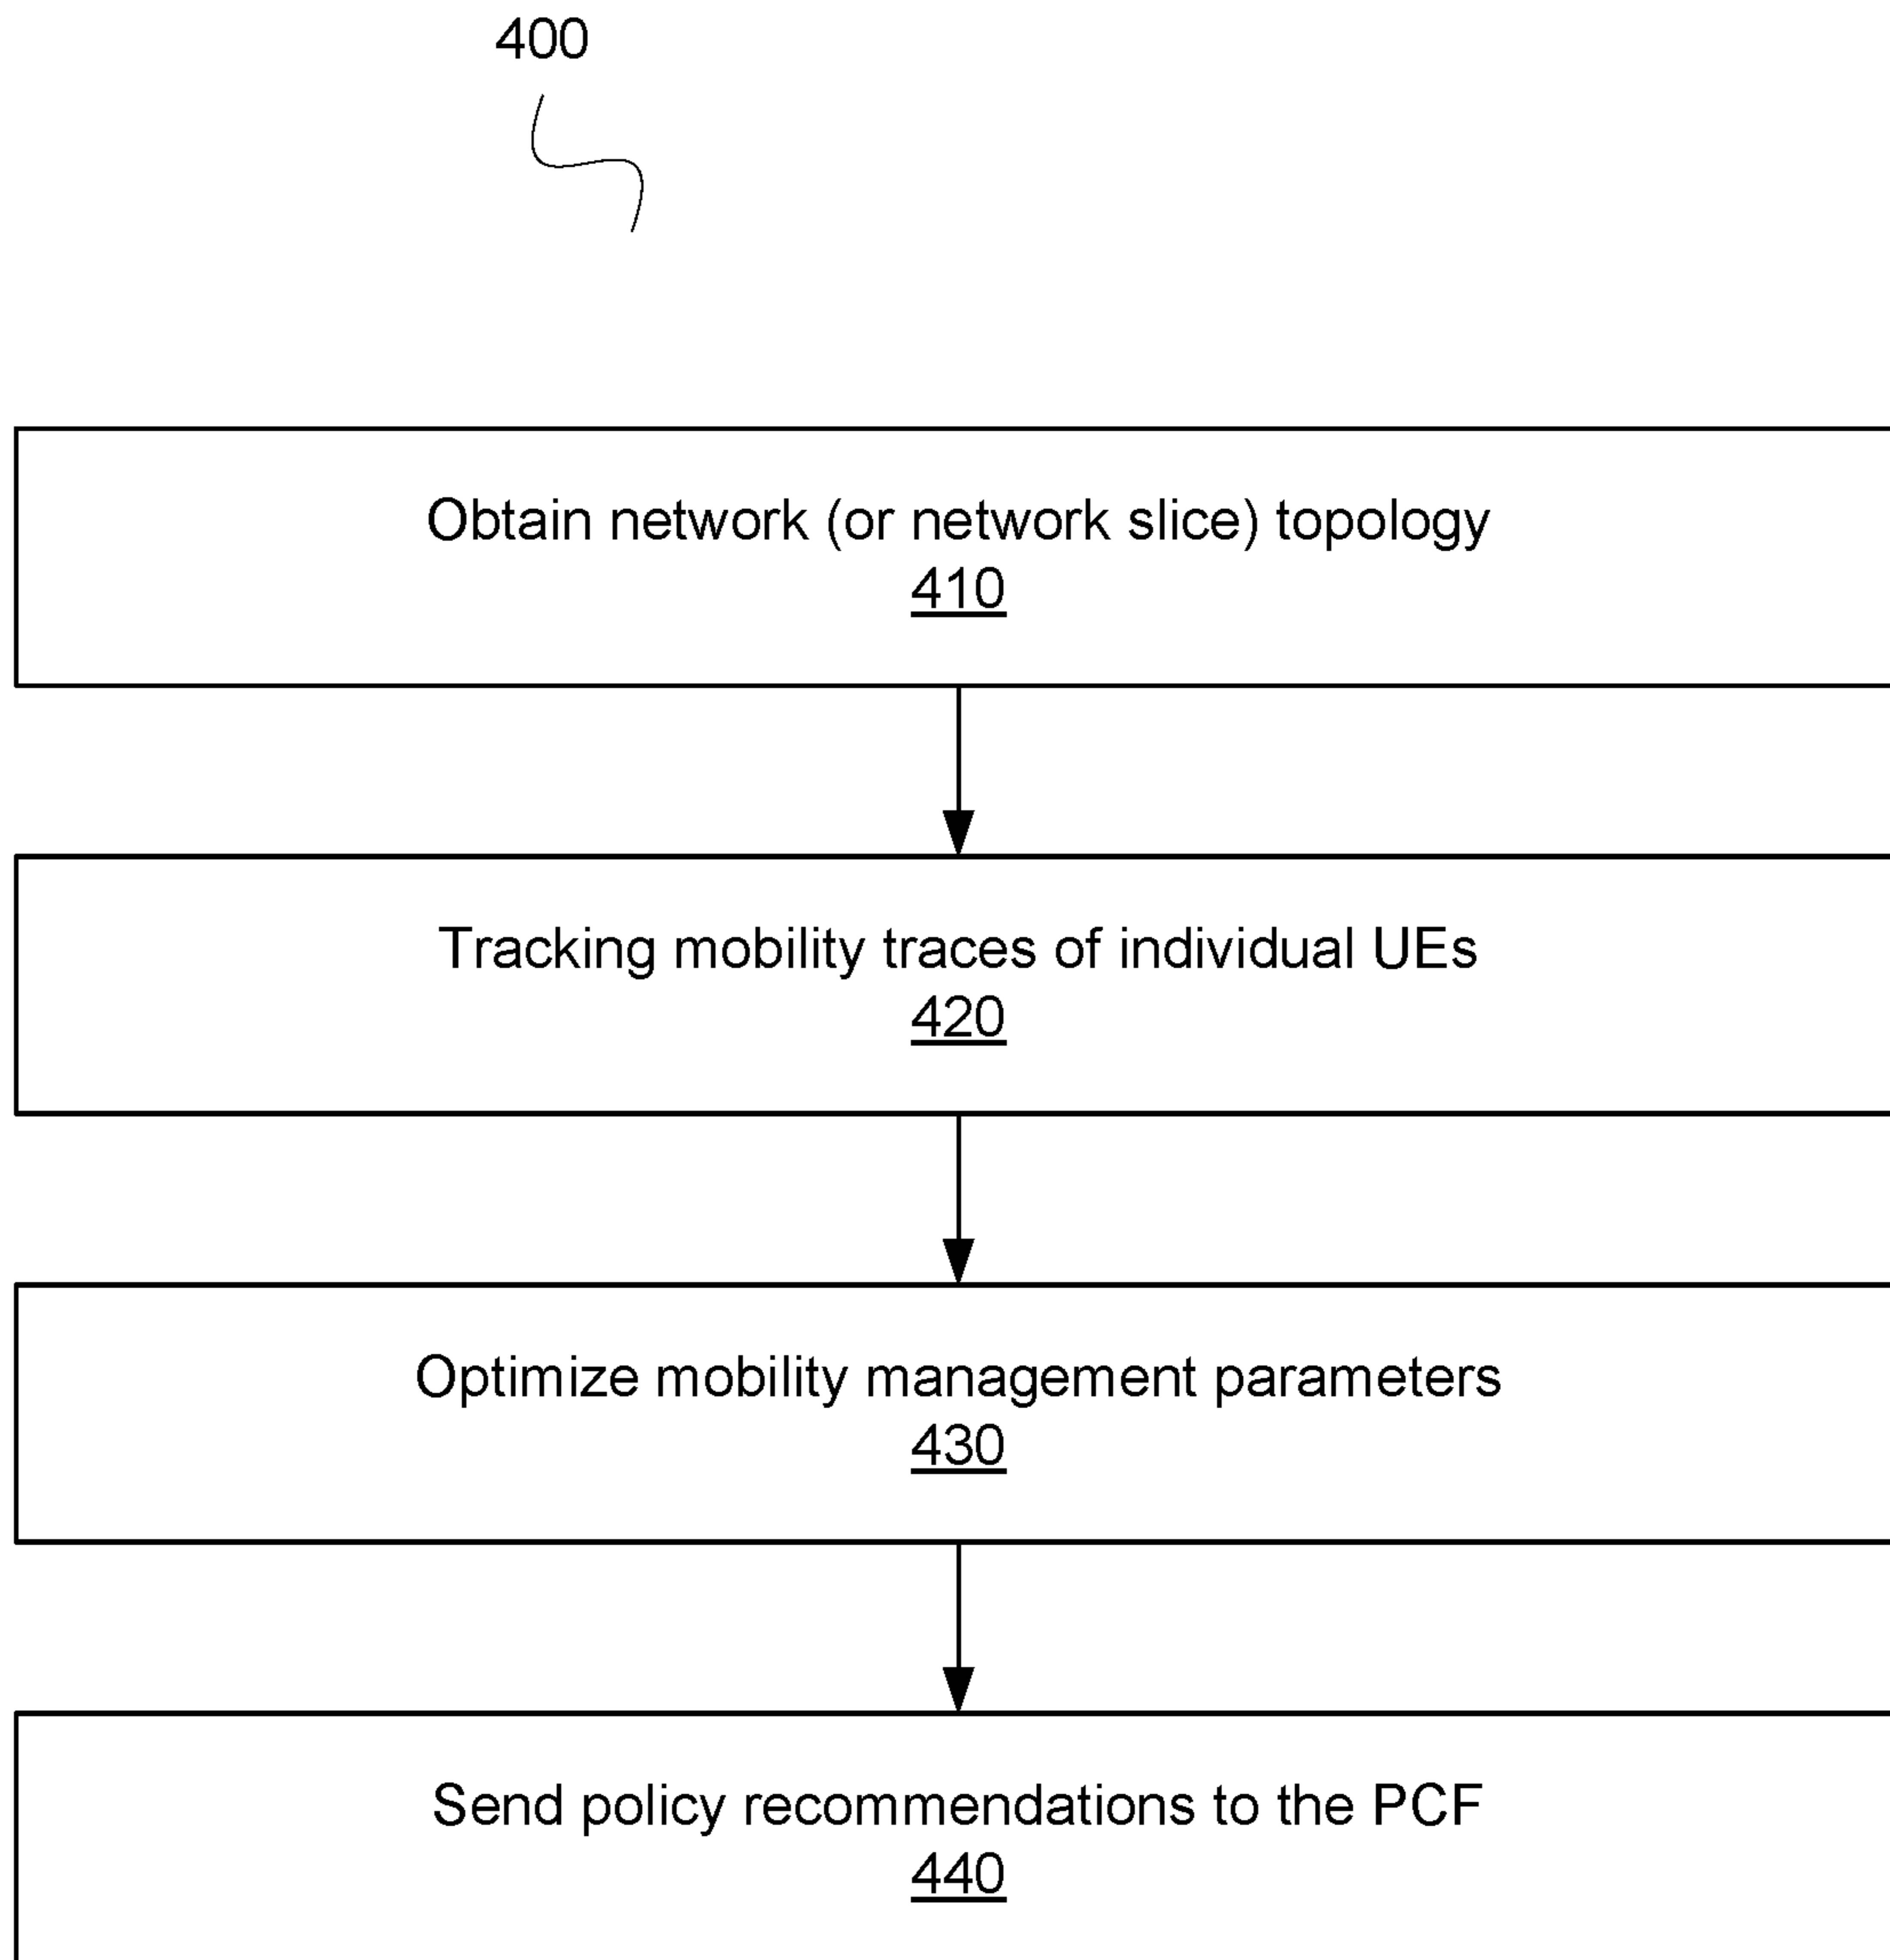 400
Obtain network (or network slice) topology
410
Tracking mobility traces of individual UEs
420
Optimize mobility management parameters
430
Send policy recommendations to the PCF
440